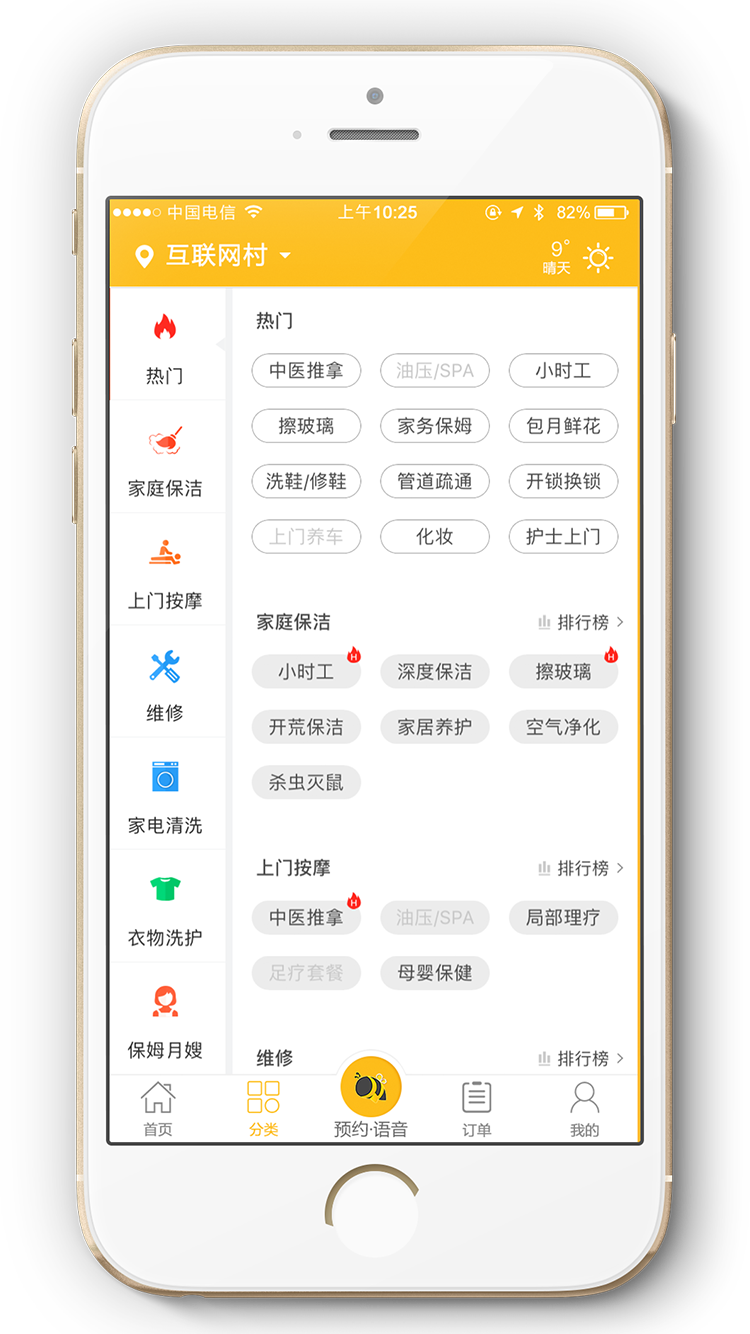 中国电信 上午10:25 82%
互联网村 9°
晴天
热门
家庭保洁
上门按摩
维修
家电清洗
衣物洗护
保姆月嫂
热门
中医推拿 油压/SPA 小时工
擦玻璃 家务保姆 包月鲜花
洗鞋/修鞋 管道疏通 开锁换锁
上门养车 化妆 护士上门
家庭保洁 排行榜
小时工 H 深度保洁 擦玻璃 H
开荒保洁 家居养护 空气净化
杀虫灭鼠
上门按摩 排行榜
中医推拿 H 油压/SPA 局部理疗
足疗套餐 母婴保健
维修 排行榜
首页 分类 预约·语音 订单 我的